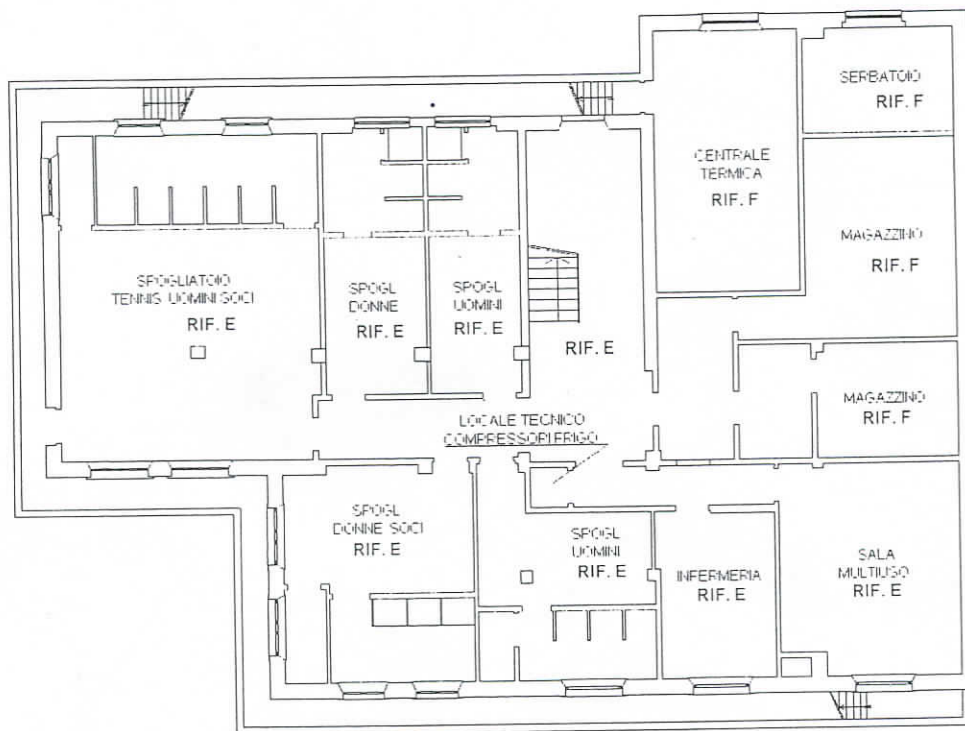 SERBATOIO
RIF. F
CENTRALE
TERMICA
RIF. F
MAGAZZINO
RIF. F
SPOGLIATOIO
TENNIS UOMINI SOCI
RIF. E
SPOGL
DONNE
RIF. E
SPOGL
UOMINI
RIF. E
RIF. E
MAGAZZINO
RIF. F
LOCALE TECNICO
COMPRESSORI FRIGO
SPOGL
DONNE SOCI
RIF. E
SPOGL
UOMINI
RIF. E
INFERMERIA
RIF. E
SALA
MULTIUSO
RIF. E